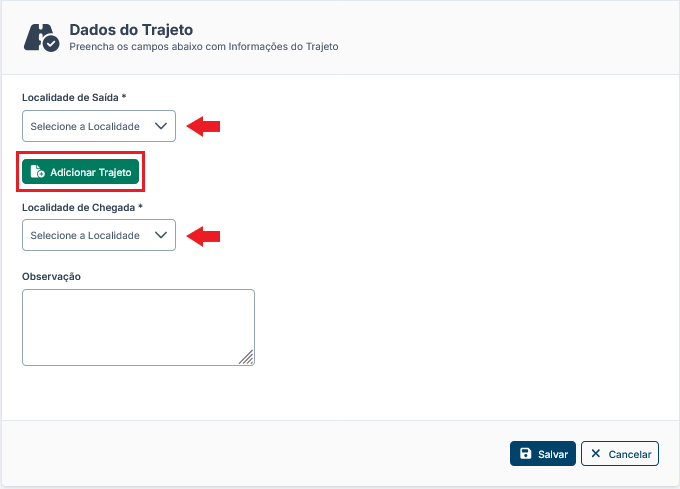 Dados do Trajeto
Preencha os campos abaixo com Informações do Trajeto
Localidade de Saída *
Selecione a Localidade
Adicionar Trajeto
Localidade de Chegada *
Selecione a Localidade
Observação
Salvar
Cancelar